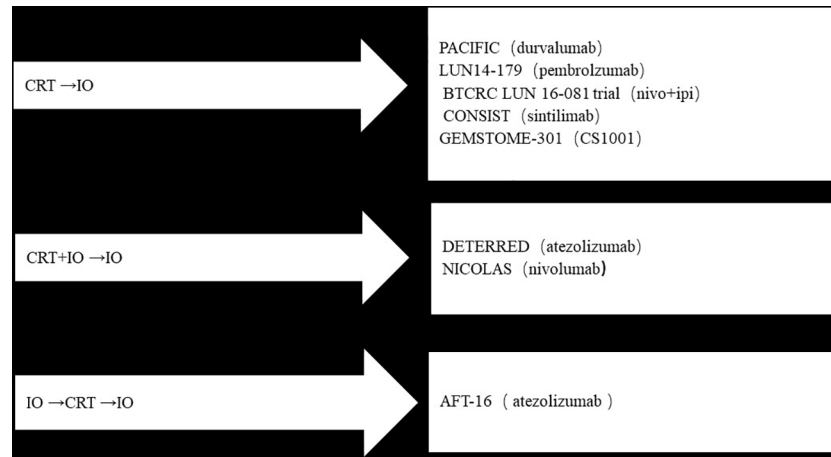 CRT →IO
PACIFIC (durvalumab)
LUN14-179 (pembrolzumab)
BTCRC LUN 16-081 trial (nivo+ipi)
CONSIST (sintilimab)
GEMSTOME-301 (CS1001)
CRT+IO →IO
DETERRED (atezolizumab)
NICOLAS (nivolumab)
IO →CRT →IO
AFT-16 ( atezolizumab )